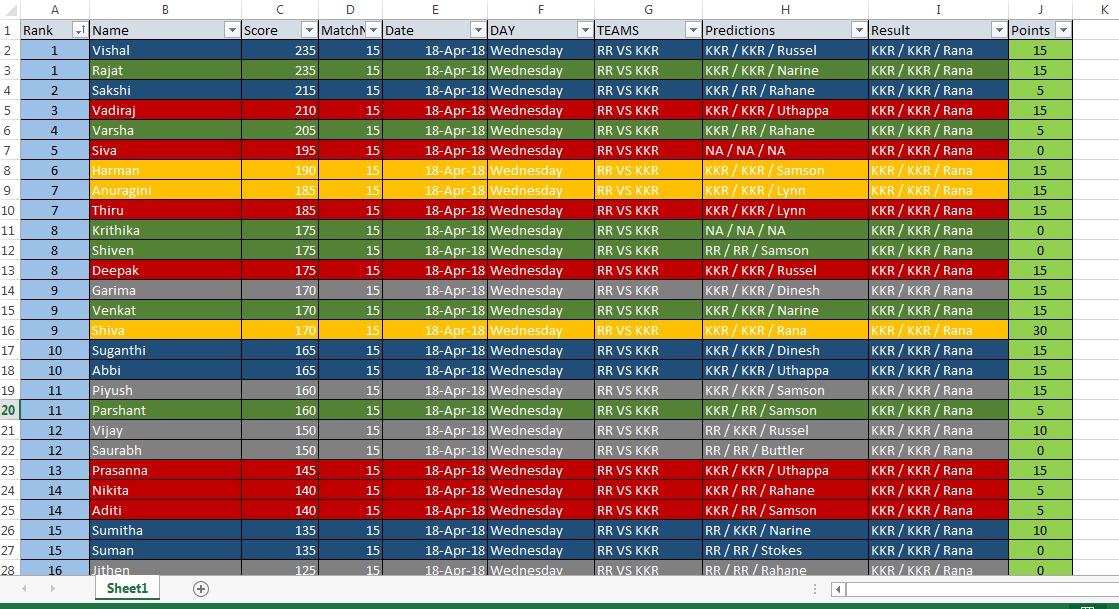 A B C D E F G H I J K
1 Rank Name Score MatchN Date DAY TEAMS Predictions Result Points
2 1 Vishal 235 15 18-Apr-18 Wednesday RR VS KKR KKR / KKR / Russel KKR / KKR / Rana 15
3 1 Rajat 235 15 18-Apr-18 Wednesday RR VS KKR KKR / KKR / Narine KKR / KKR / Rana 15
4 2 Sakshi 215 15 18-Apr-18 Wednesday RR VS KKR KKR / RR / Rahane KKR / KKR / Rana 5
5 3 Vadiraj 210 15 18-Apr-18 Wednesday RR VS KKR KKR / KKR / Uthappa KKR / KKR / Rana 15
6 4 Varsha 205 15 18-Apr-18 Wednesday RR VS KKR KKR / RR / Rahane KKR / KKR / Rana 5
7 5 Siva 195 15 18-Apr-18 Wednesday RR VS KKR NA / NA / NA KKR / KKR / Rana 0
8 6 Harman 190 15 18-Apr-18 Wednesday RR VS KKR KKR / KKR / Samson KKR / KKR / Rana 15
9 7 Anuragini 185 15 18-Apr-18 Wednesday RR VS KKR KKR / KKR / Lynn KKR / KKR / Rana 15
10 7 Thiru 185 15 18-Apr-18 Wednesday RR VS KKR KKR / KKR / Lynn KKR / KKR / Rana 15
11 8 Krithika 175 15 18-Apr-18 Wednesday RR VS KKR NA / NA / NA KKR / KKR / Rana 0
12 8 Shiven 175 15 18-Apr-18 Wednesday RR VS KKR RR / RR / Samson KKR / KKR / Rana 0
13 8 Deepak 175 15 18-Apr-18 Wednesday RR VS KKR KKR / KKR / Russel KKR / KKR / Rana 15
14 9 Garima 170 15 18-Apr-18 Wednesday RR VS KKR KKR / KKR / Dinesh KKR / KKR / Rana 15
15 9 Venkat 170 15 18-Apr-18 Wednesday RR VS KKR KKR / KKR / Narine KKR / KKR / Rana 15
16 9 Shiva 170 15 18-Apr-18 Wednesday RR VS KKR KKR / KKR / Rana KKR / KKR / Rana 30
17 10 Suganthi 165 15 18-Apr-18 Wednesday RR VS KKR KKR / KKR / Dinesh KKR / KKR / Rana 15
18 10 Abbi 165 15 18-Apr-18 Wednesday RR VS KKR KKR / KKR / Uthappa KKR / KKR / Rana 15
19 11 Piyush 160 15 18-Apr-18 Wednesday RR VS KKR KKR / KKR / Samson KKR / KKR / Rana 15
20 11 Parshant 160 15 18-Apr-18 Wednesday RR VS KKR KKR / RR / Samson KKR / KKR / Rana 5
21 12 Vijay 150 15 18-Apr-18 Wednesday RR VS KKR RR / KKR / Russel KKR / KKR / Rana 10
22 12 Saurabh 150 15 18-Apr-18 Wednesday RR VS KKR RR / RR / Buttler KKR / KKR / Rana 0
23 13 Prasanna 145 15 18-Apr-18 Wednesday RR VS KKR KKR / KKR / Uthappa KKR / KKR / Rana 15
24 14 Nikita 140 15 18-Apr-18 Wednesday RR VS KKR KKR / RR / Rahane KKR / KKR / Rana 5
25 14 Aditi 140 15 18-Apr-18 Wednesday RR VS KKR KKR / RR / Samson KKR / KKR / Rana 5
26 15 Sumitha 135 15 18-Apr-18 Wednesday RR VS KKR RR / KKR / Narine KKR / KKR / Rana 10
27 15 Suman 135 15 18-Apr-18 Wednesday RR VS KKR RR / RR / Stokes KKR / KKR / Rana 0
28 16 Jithen 125 15 18-Apr-18 Wednesday RR VS KKR RR / RR / Rahane KKR / KKR / Rana 0
Sheet1